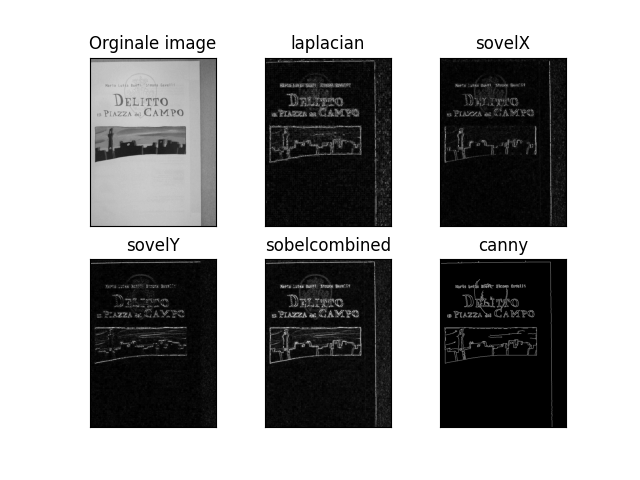 Orginale image
laplacian
sovelX
DELITTO
IN PIAZZA del CAMPO
DELITTO
IN PIAZZA del CAMPO
DELITTO
IN PIAZZA del CAMPO
sovelY
sobelcombined
canny
DELITTO
IN PIAZZA del CAMPO
DELITTO
IN PIAZZA del CAMPO
DELITTO
IN PIAZZA del CAMPO